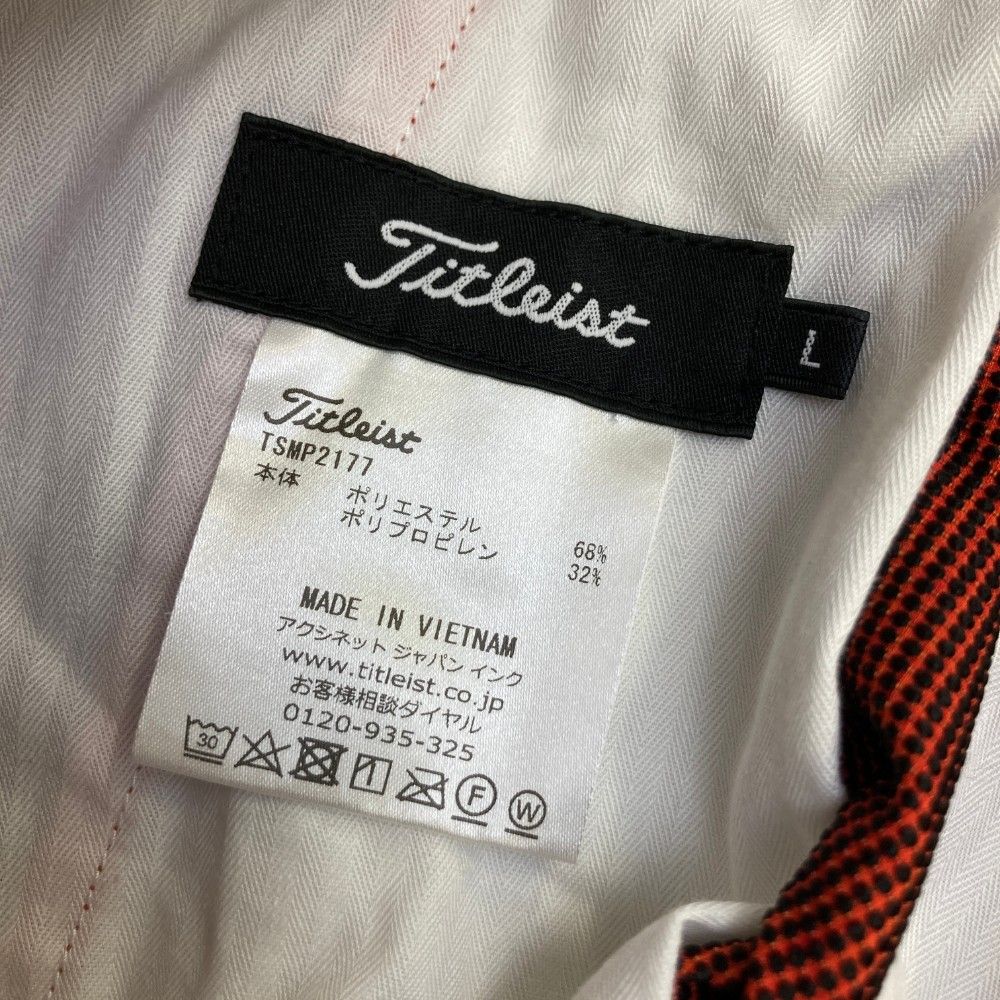 Titleist
L
Titleist
TSMP2177
本体 ポリエステル 68%
ポリプロピレン 32%
MADE IN VIETNAM
アクシネット ジャパン インク
www.titleist.co.jp
お客様相談ダイヤル
0120-935-325
30 F W